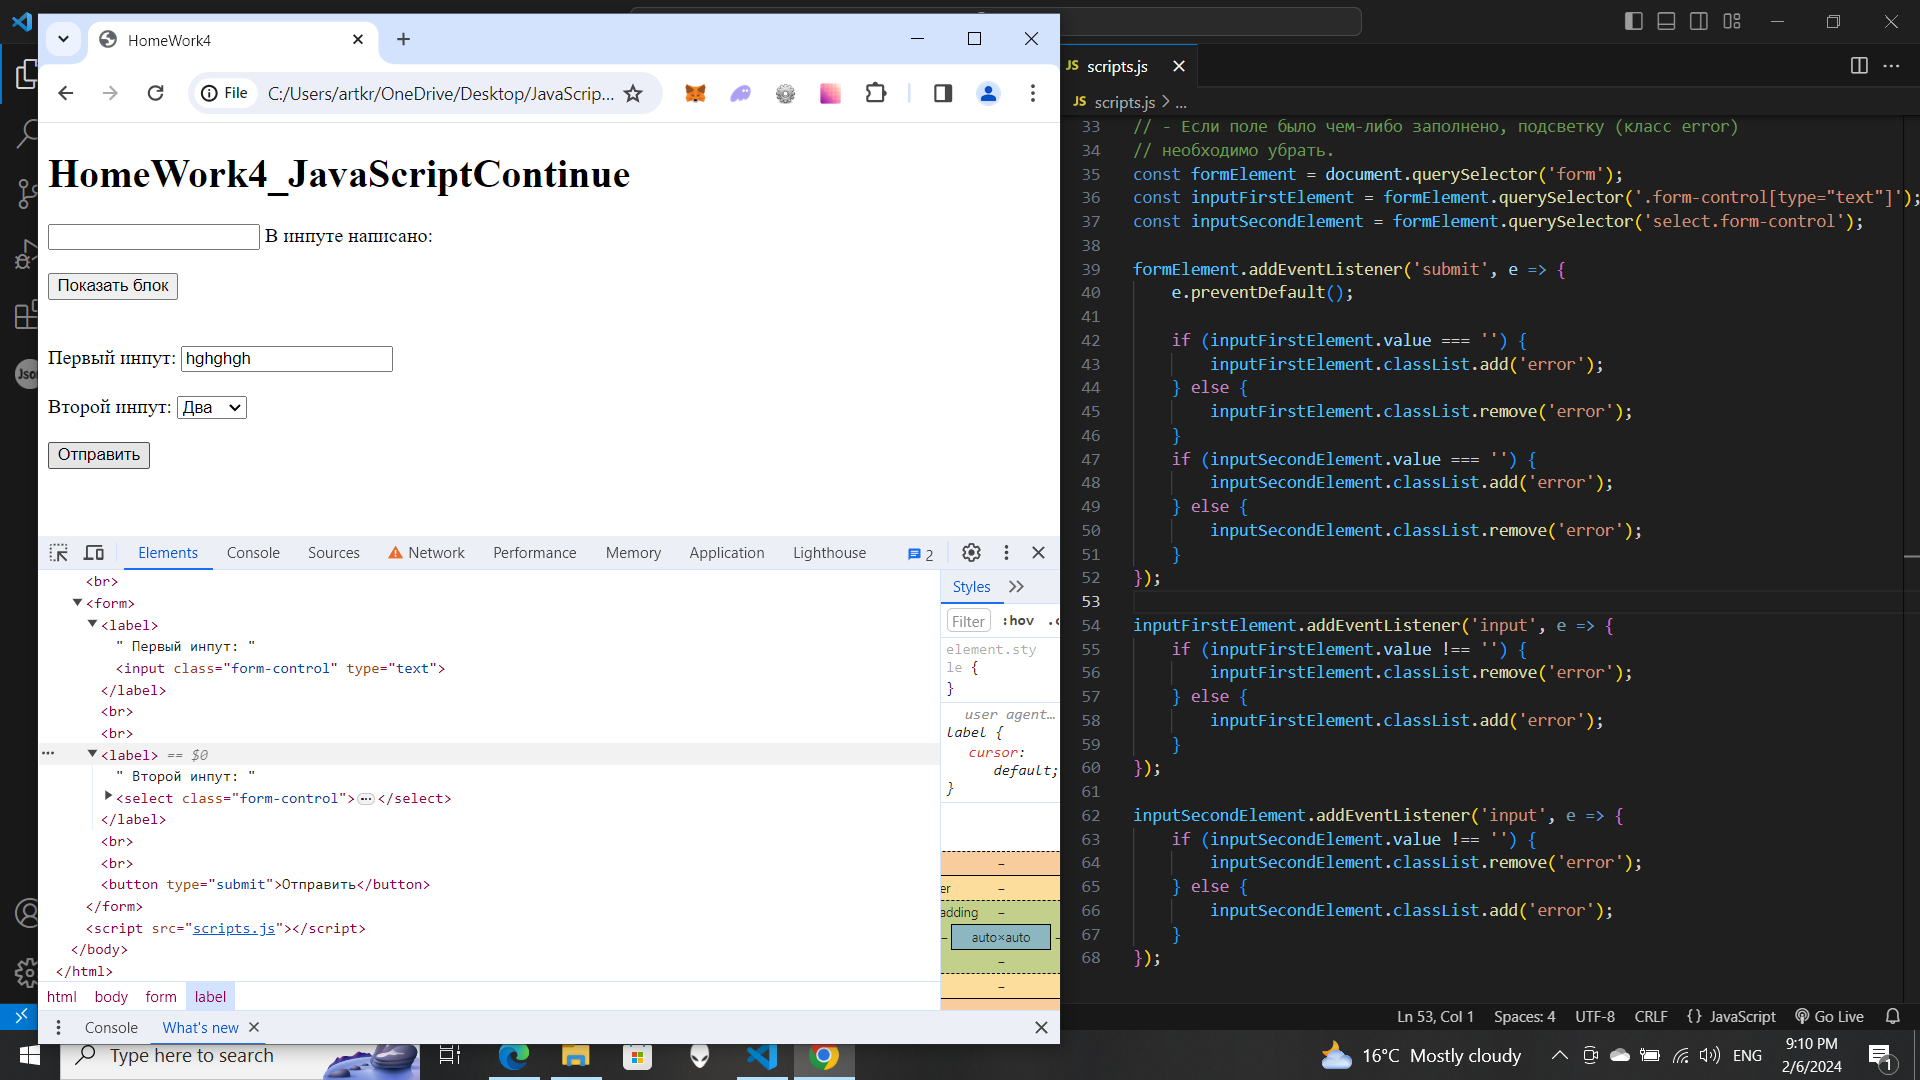 HomeWork4
File
C:/Users/artkr/OneDrive/Desktop/JavaScrip...
HomeWork4_JavaScriptContinue
В инпуте написано:
Показать блок
Первый инпут: hghghgh
Второй инпут: Два
Отправить
Elements Console Sources Network Performance Memory Application Lighthouse 2
<br>
<form>
<label>
" Первый инпут: "
<input class="form-control" type="text">
</label>
<br>
<br>
<label> == $0
" Второй инпут: "
<select class="form-control"> </select>
</label>
<br>
<br>
<button type="submit">Отправить</button>
</form>
<script src="scripts.js"></script>
</body>
</html>
html body form label
Styles
Filter :hov .c
element.sty
le {
}
user agent…
label {
cursor:
default;
}
–
er –
adding –
– auto×auto –
–
–
Console What's new
JS scripts.js
JS scripts.js > ...
33 // - Если поле было чем-либо заполнено, подсветку (класс error)
34 // необходимо убрать.
35 const formElement = document.querySelector('form');
36 const inputFirstElement = formElement.querySelector('.form-control[type="text"]');
37 const inputSecondElement = formElement.querySelector('select.form-control');
38
39 formElement.addEventListener('submit', e => {
40 e.preventDefault();
41
42 if (inputFirstElement.value === '') {
43 inputFirstElement.classList.add('error');
44 } else {
45 inputFirstElement.classList.remove('error');
46 }
47 if (inputSecondElement.value === '') {
48 inputSecondElement.classList.add('error');
49 } else {
50 inputSecondElement.classList.remove('error');
51 }
52 });
53
54 inputFirstElement.addEventListener('input', e => {
55 if (inputFirstElement.value !== '') {
56 inputFirstElement.classList.remove('error');
57 } else {
58 inputFirstElement.classList.add('error');
59 }
60 });
61
62 inputSecondElement.addEventListener('input', e => {
63 if (inputSecondElement.value !== '') {
64 inputSecondElement.classList.remove('error');
65 } else {
66 inputSecondElement.classList.add('error');
67 }
68 });
Ln 53, Col 1 Spaces: 4 UTF-8 CRLF {} JavaScript Go Live
Type here to search
16°C Mostly cloudy
ENG
9:10 PM
2/6/2024
1